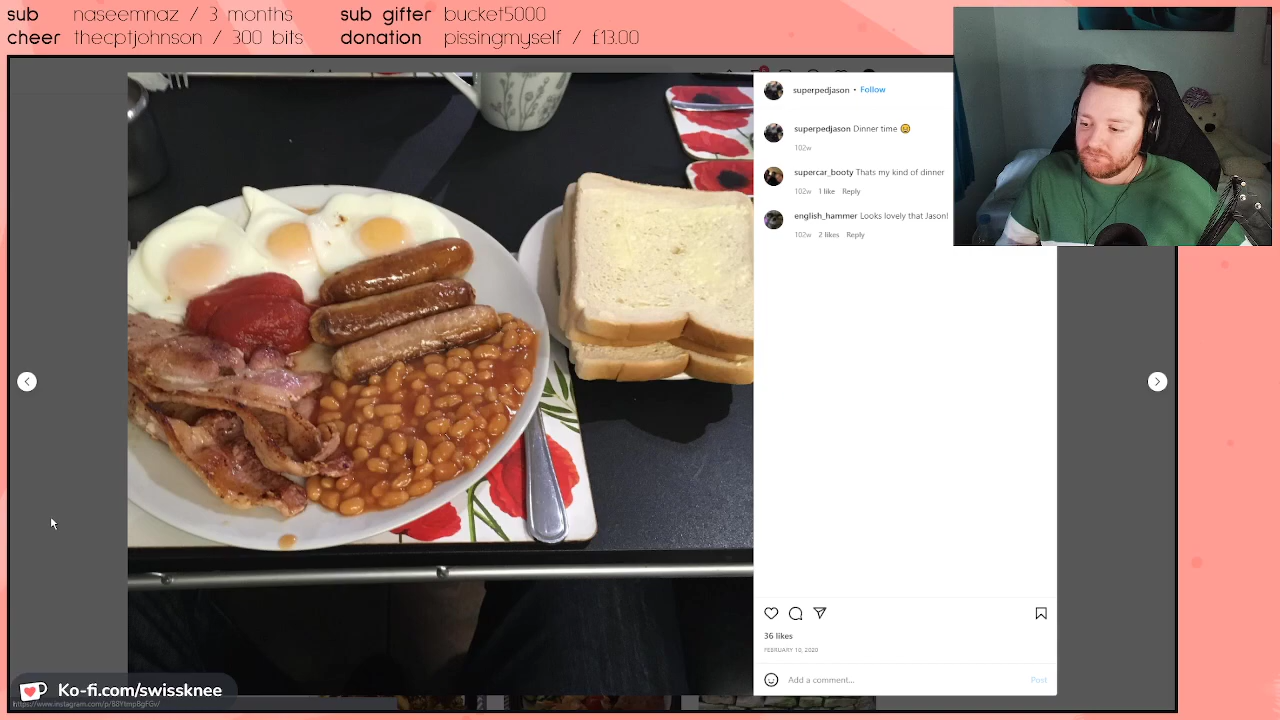 sub nasemnaz / 3 months sub gifter bucket5000
cheer thecptjohnson / 300 bits donation pissingmyself / £13.00
superpedjason • Follow
superpedjason Dinner time
102w
supercar_booty Thats my kind of dinner
102w 1 like Reply
english_hammer Looks lovely that Jason!
102w 2 likes Reply
36 likes
FEBRUARY 10, 2020
Add a comment... Post
Ko-fi.com/wissknee